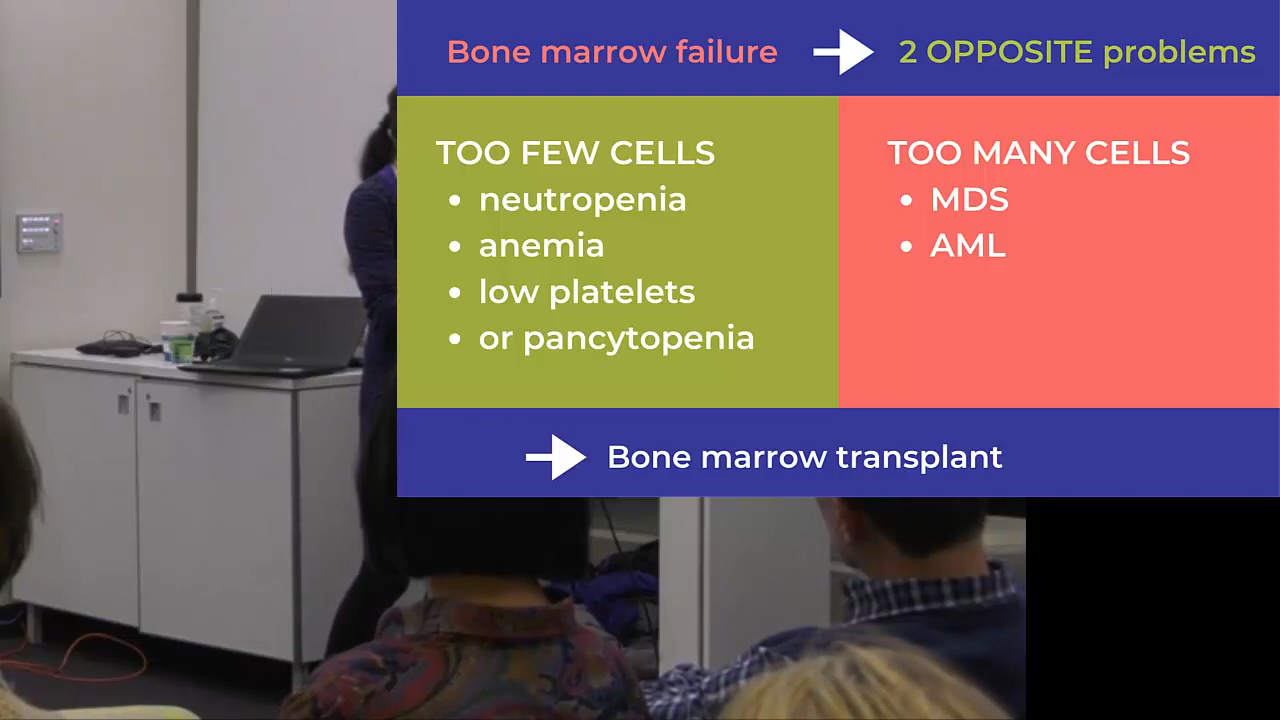 Bone marrow failure → 2 OPPOSITE problems
TOO FEW CELLS
• neutropenia
• anemia
• low platelets
• or pancytopenia
TOO MANY CELLS
• MDS
• AML
→ Bone marrow transplant